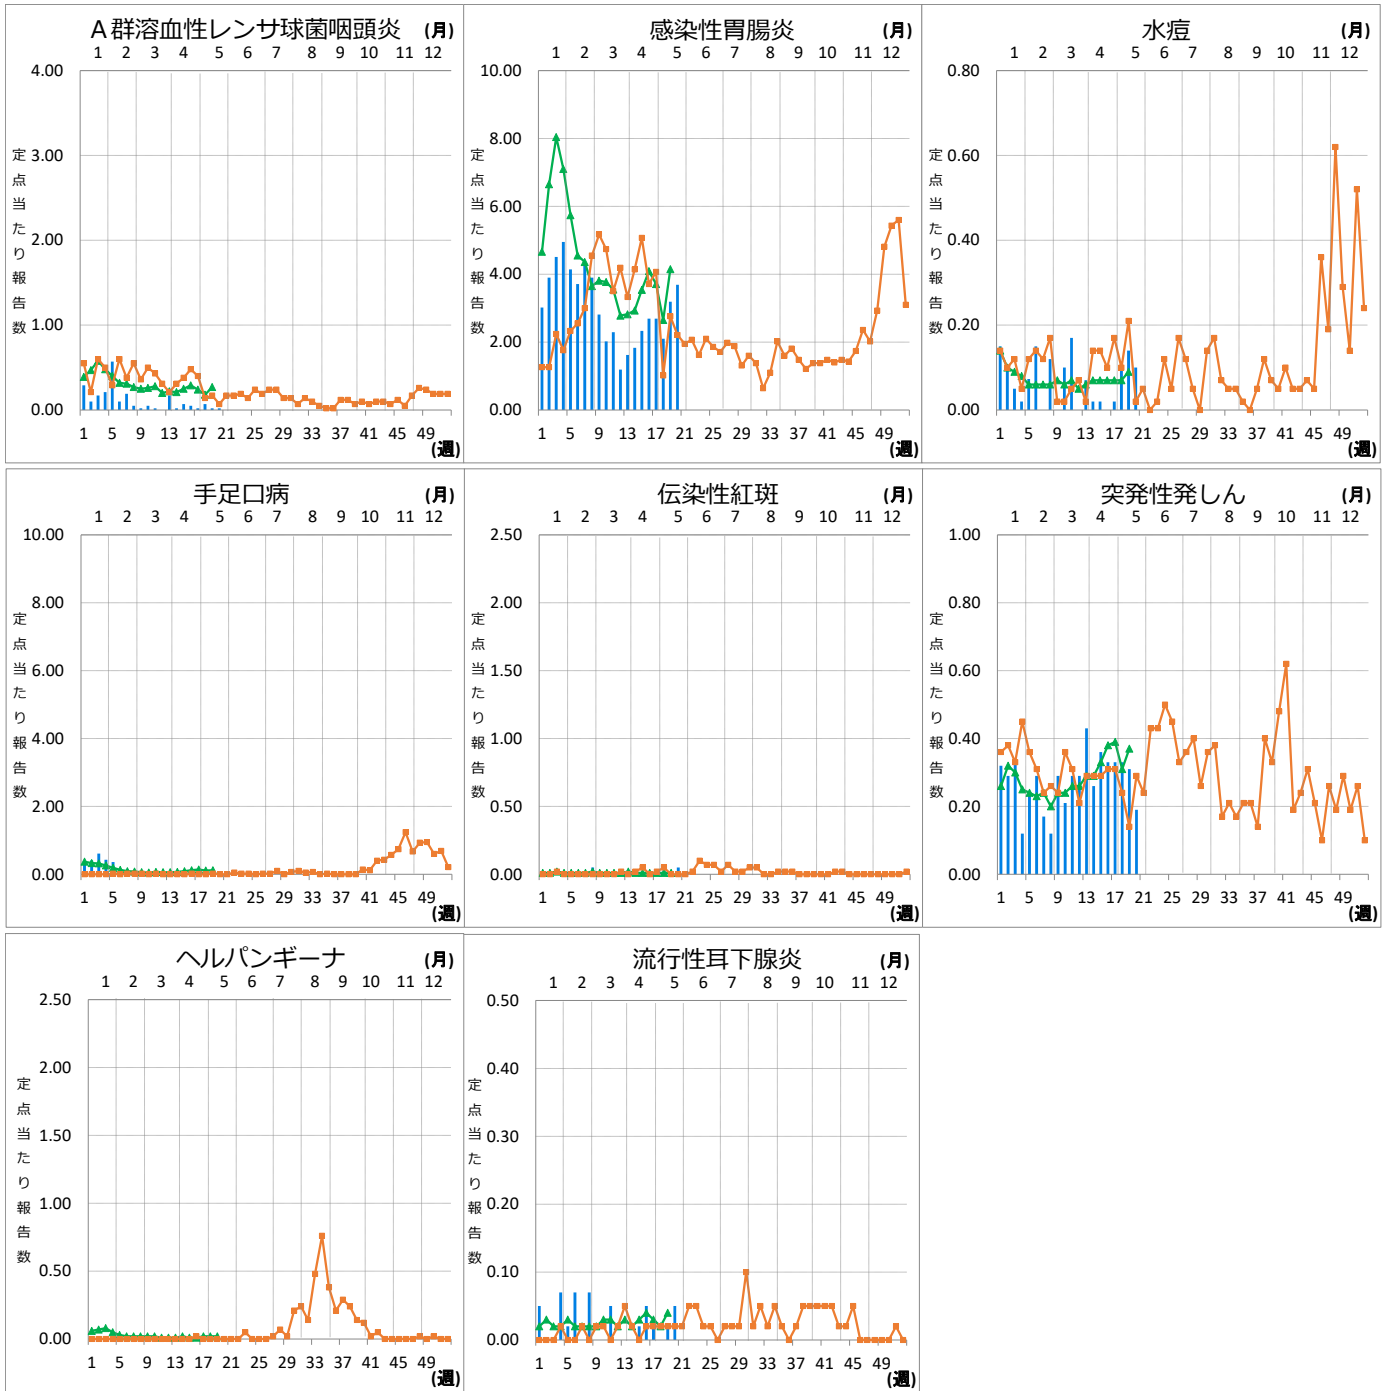 A群溶血性レンサ球菌咽頭炎 (月)
1 2 3 4 5 6 7 8 9 10 11 12
4.00
3.00
2.00
1.00
0.00
定点当たり報告数
1 5 9 13 17 21 25 29 33 37 41 45 49
(週)
感染性胃腸炎 (月)
1 2 3 4 5 6 7 8 9 10 11 12
10.00
8.00
6.00
4.00
2.00
0.00
定点当たり報告数
1 5 9 13 17 21 25 29 33 37 41 45 49
(週)
水痘 (月)
1 2 3 4 5 6 7 8 9 10 11 12
0.80
0.60
0.40
0.20
0.00
定点当たり報告数
1 5 9 13 17 21 25 29 33 37 41 45 49
(週)
手足口病 (月)
1 2 3 4 5 6 7 8 9 10 11 12
10.00
8.00
6.00
4.00
2.00
0.00
定点当たり報告数
1 5 9 13 17 21 25 29 33 37 41 45 49
(週)
伝染性紅斑 (月)
1 2 3 4 5 6 7 8 9 10 11 12
2.50
2.00
1.50
1.00
0.50
0.00
定点当たり報告数
1 5 9 13 17 21 25 29 33 37 41 45 49
(週)
突発性発しん (月)
1 2 3 4 5 6 7 8 9 10 11 12
1.00
0.80
0.60
0.40
0.20
0.00
定点当たり報告数
1 5 9 13 17 21 25 29 33 37 41 45 49
(週)
ヘルパンギーナ (月)
1 2 3 4 5 6 7 8 9 10 11 12
2.50
2.00
1.50
1.00
0.50
0.00
定点当たり報告数
1 5 9 13 17 21 25 29 33 37 41 45 49
(週)
流行性耳下腺炎 (月)
1 2 3 4 5 6 7 8 9 10 11 12
0.50
0.40
0.30
0.20
0.10
0.00
定点当たり報告数
1 5 9 13 17 21 25 29 33 37 41 45 49
(週)